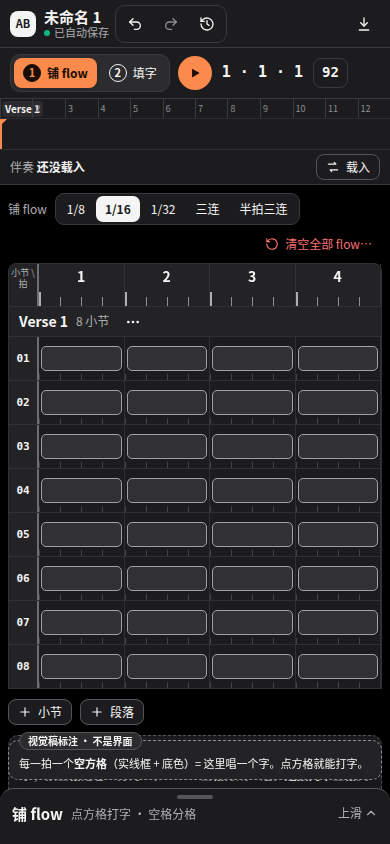 AB 未命名 1
已自动保存
1 铺 flow 2 填字 1 · 1 · 1 92
Verse 1 3 4 5 6 7 8 9 10 11 12
伴奏 还没载入 载入
铺 flow 1/8 1/16 1/32 三连 半拍三连
清空全部 flow…
小节 \ 拍 1 2 3 4
Verse 1 8 小节 …
01
02
03
04
05
06
07
08
+ 小节 + 段落
视觉稿标注 · 不是界面
每一拍一个空方格（实线框 + 底色）= 这里唱一个字。点方格就能打字。
铺 flow 点方格打字 · 空格分格 上滑